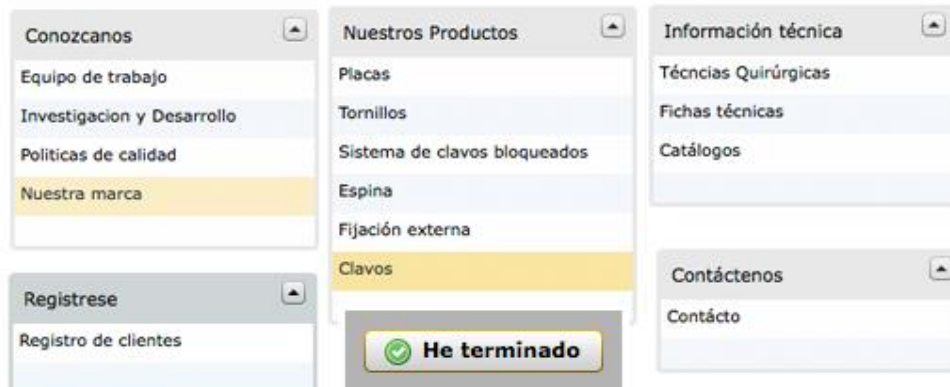 Conozcanos
Equipo de trabajo
Investigacion y Desarrollo
Politicas de calidad
Nuestra marca
Registrese
Registro de clientes
Nuestros Productos
Placas
Tornillos
Sistema de clavos bloqueados
Espina
Fijación externa
Clavos
He terminado
Información técnica
Técncias Quirúrgicas
Fichas técnicas
Catálogos
Contáctenos
Contácto